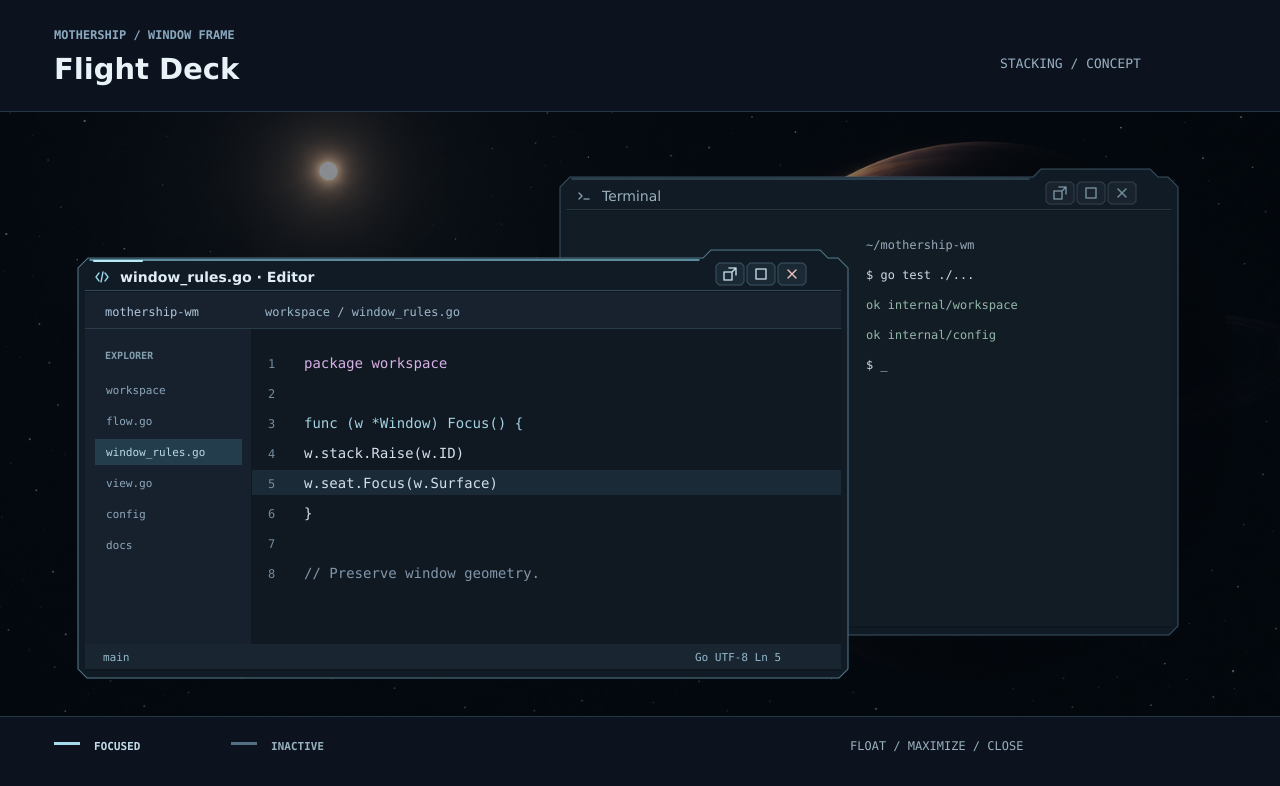 MOTHERSHIP / WINDOW FRAME
Flight Deck
STACKING / CONCEPT
Terminal
~/mothership-wm
$ go test ./...
ok internal/workspace
ok internal/config
$ _
window_rules.go · Editor
mothership-wm
workspace / window_rules.go
EXPLORER
workspace
flow.go
window_rules.go
view.go
config
docs
1 package workspace
2
3 func (w *Window) Focus() {
4 w.stack.Raise(w.ID)
5 w.seat.Focus(w.Surface)
6 }
7
8 // Preserve window geometry.
main
Go UTF-8 Ln 5
FOCUSED
INACTIVE
FLOAT / MAXIMIZE / CLOSE